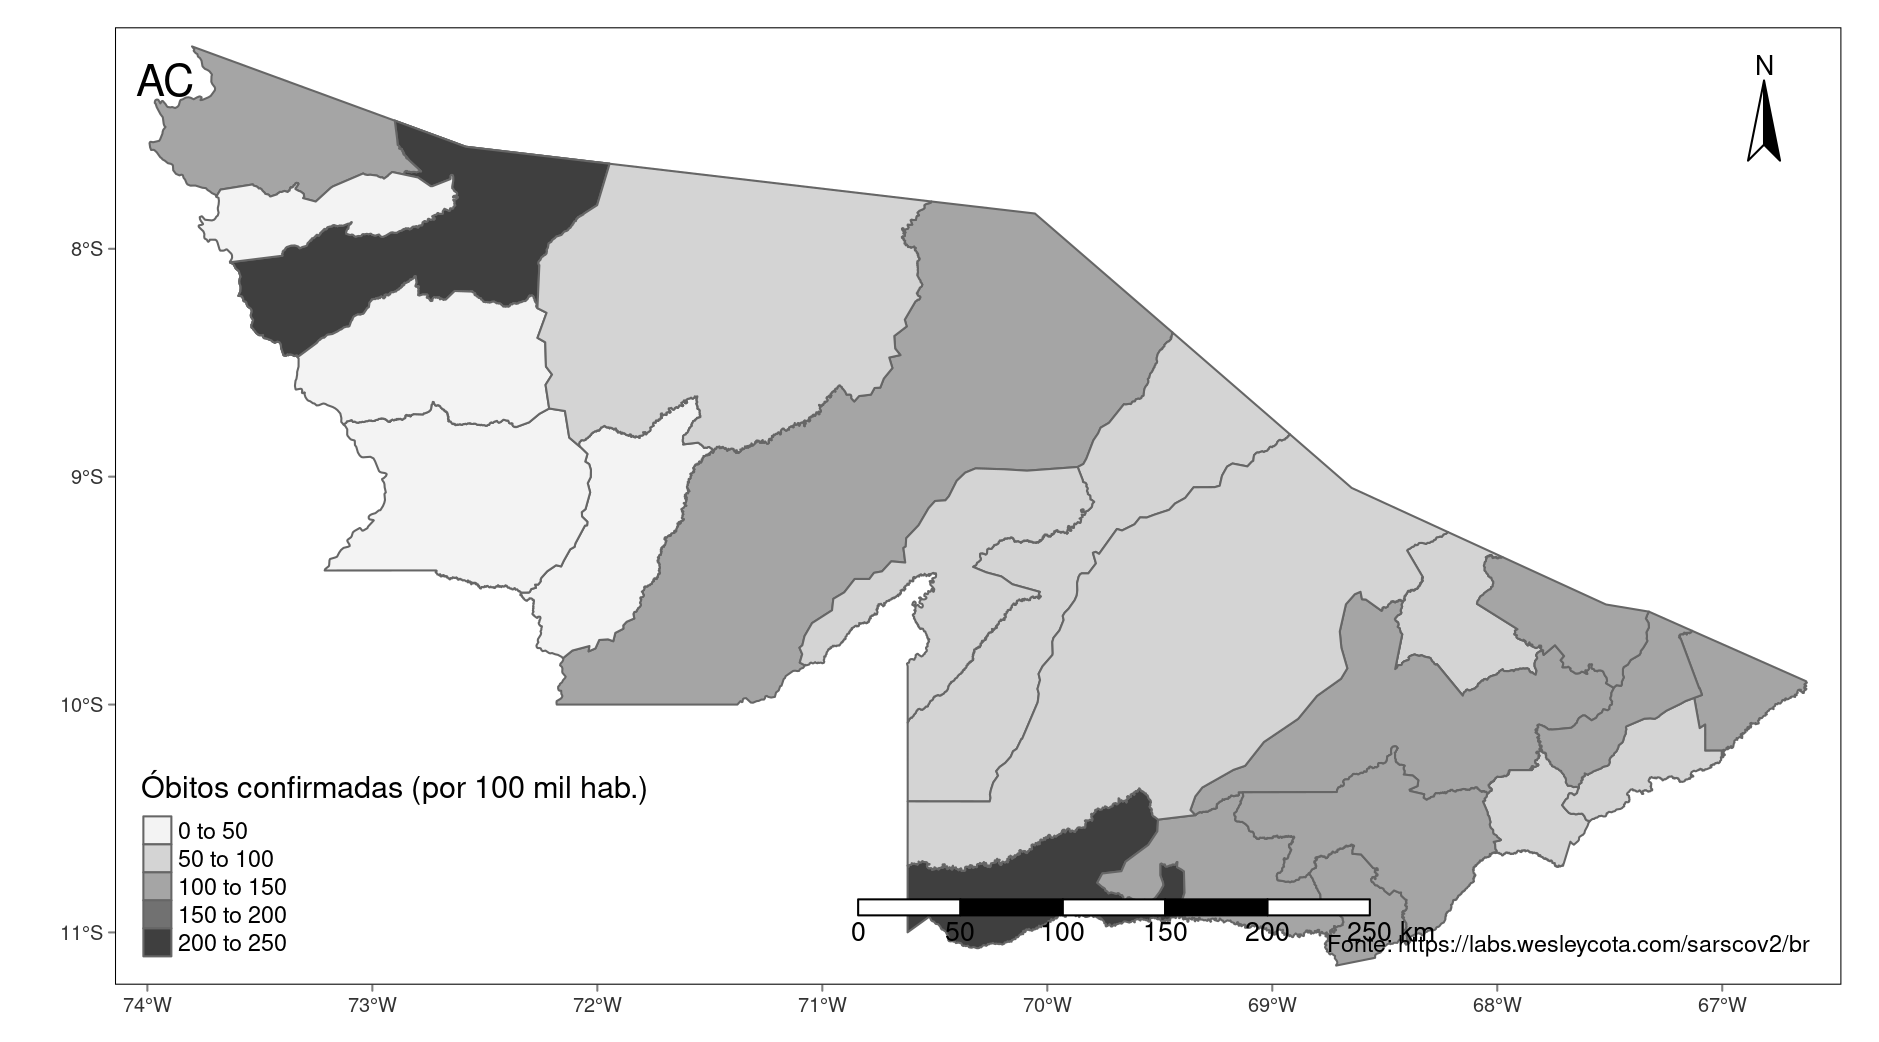 AC
N
8°S
9°S
10°S
11°S
Óbitos confirmadas (por 100 mil hab.)
0 to 50
50 to 100
100 to 150
150 to 200
200 to 250
0 50 100 150 200 250 km
Fonte: https://labs.wesleycota.com/sarscov2/br
74°W 73°W 72°W 71°W 70°W 69°W 68°W 67°W